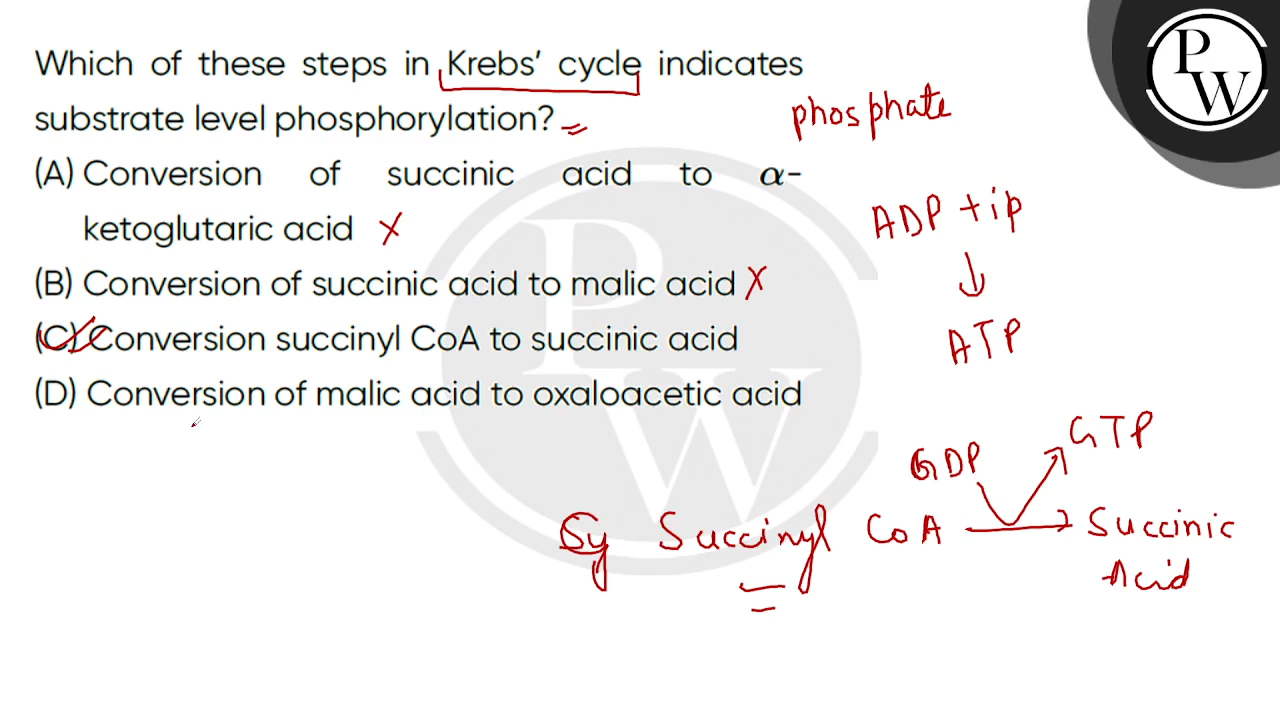 Which of these steps in Krebs' cycle indicates
substrate level phosphorylation?
(A) Conversion of succinic acid to α-
ketoglutaric acid X
(B) Conversion of succinic acid to malic acid X
(C) Conversion succinyl CoA to succinic acid
(D) Conversion of malic acid to oxaloacetic acid
phosphate
ADP + ip
↓
ATP
GDP GTP
Sy Succinyl CoA → Succinic
Acid
P
W
P
W